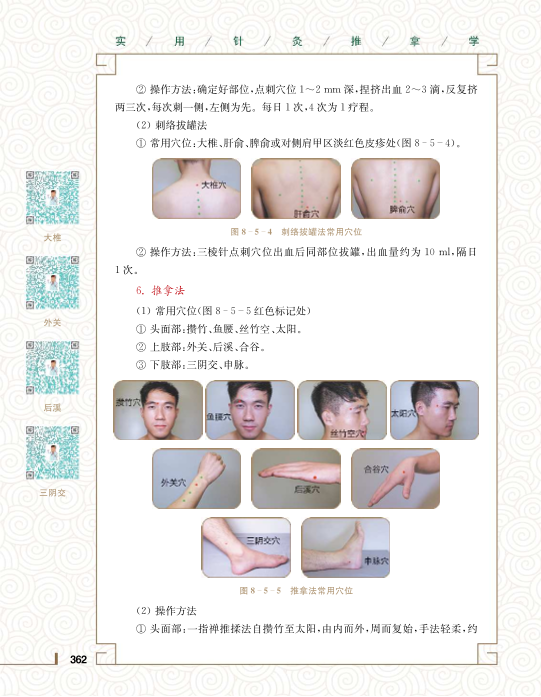 实 / 用 / 针 / 灸 / 推 / 拿 / 学
② 操作方法:确定好部位,点刺穴位 1～2 mm 深,捏挤出血 2～3 滴,反复挤
两三次,每次刺一侧,左侧为先。每日 1 次,4 次为 1 疗程。
(2) 刺络拔罐法
① 常用穴位:大椎、肝俞、脾俞或对侧肩甲区淡红色皮疹处(图 8-5-4)。
大椎穴
肝俞穴
脾俞穴
图 8-5-4 刺络拔罐法常用穴位
② 操作方法:三棱针点刺穴位出血后同部位拔罐,出血量约为 10 ml,隔日
1 次。
6. 推拿法
(1) 常用穴位(图 8-5-5 红色标记处)
① 头面部:攒竹、鱼腰、丝竹空、太阳。
② 上肢部:外关、后溪、合谷。
③ 下肢部:三阴交、申脉。
攒竹穴
鱼腰穴
丝竹空穴
太阳穴
外关穴
后溪穴
合谷穴
三阴交穴
申脉穴
图 8-5-5 推拿法常用穴位
(2) 操作方法
① 头面部:一指禅推揉法自攒竹至太阳,由内而外,周而复始,手法轻柔,约
大椎
外关
后溪
三阴交
362